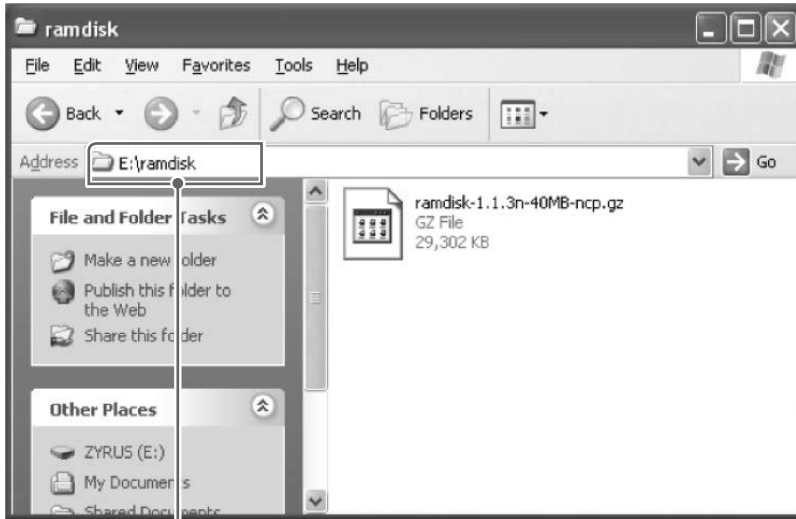 ramdisk
File Edit View Favorites Tools Help
Back Search Folders
Address E:\ramdisk Go
File and Folder Tasks
ramdisk-1.1.3n-40MB-ncp.gz
GZ File
29,302 KB
Make a new folder
Publish this folder to
the Web
Share this folder
Other Places
ZYRUS (E:)
My Documents
Shared Documents